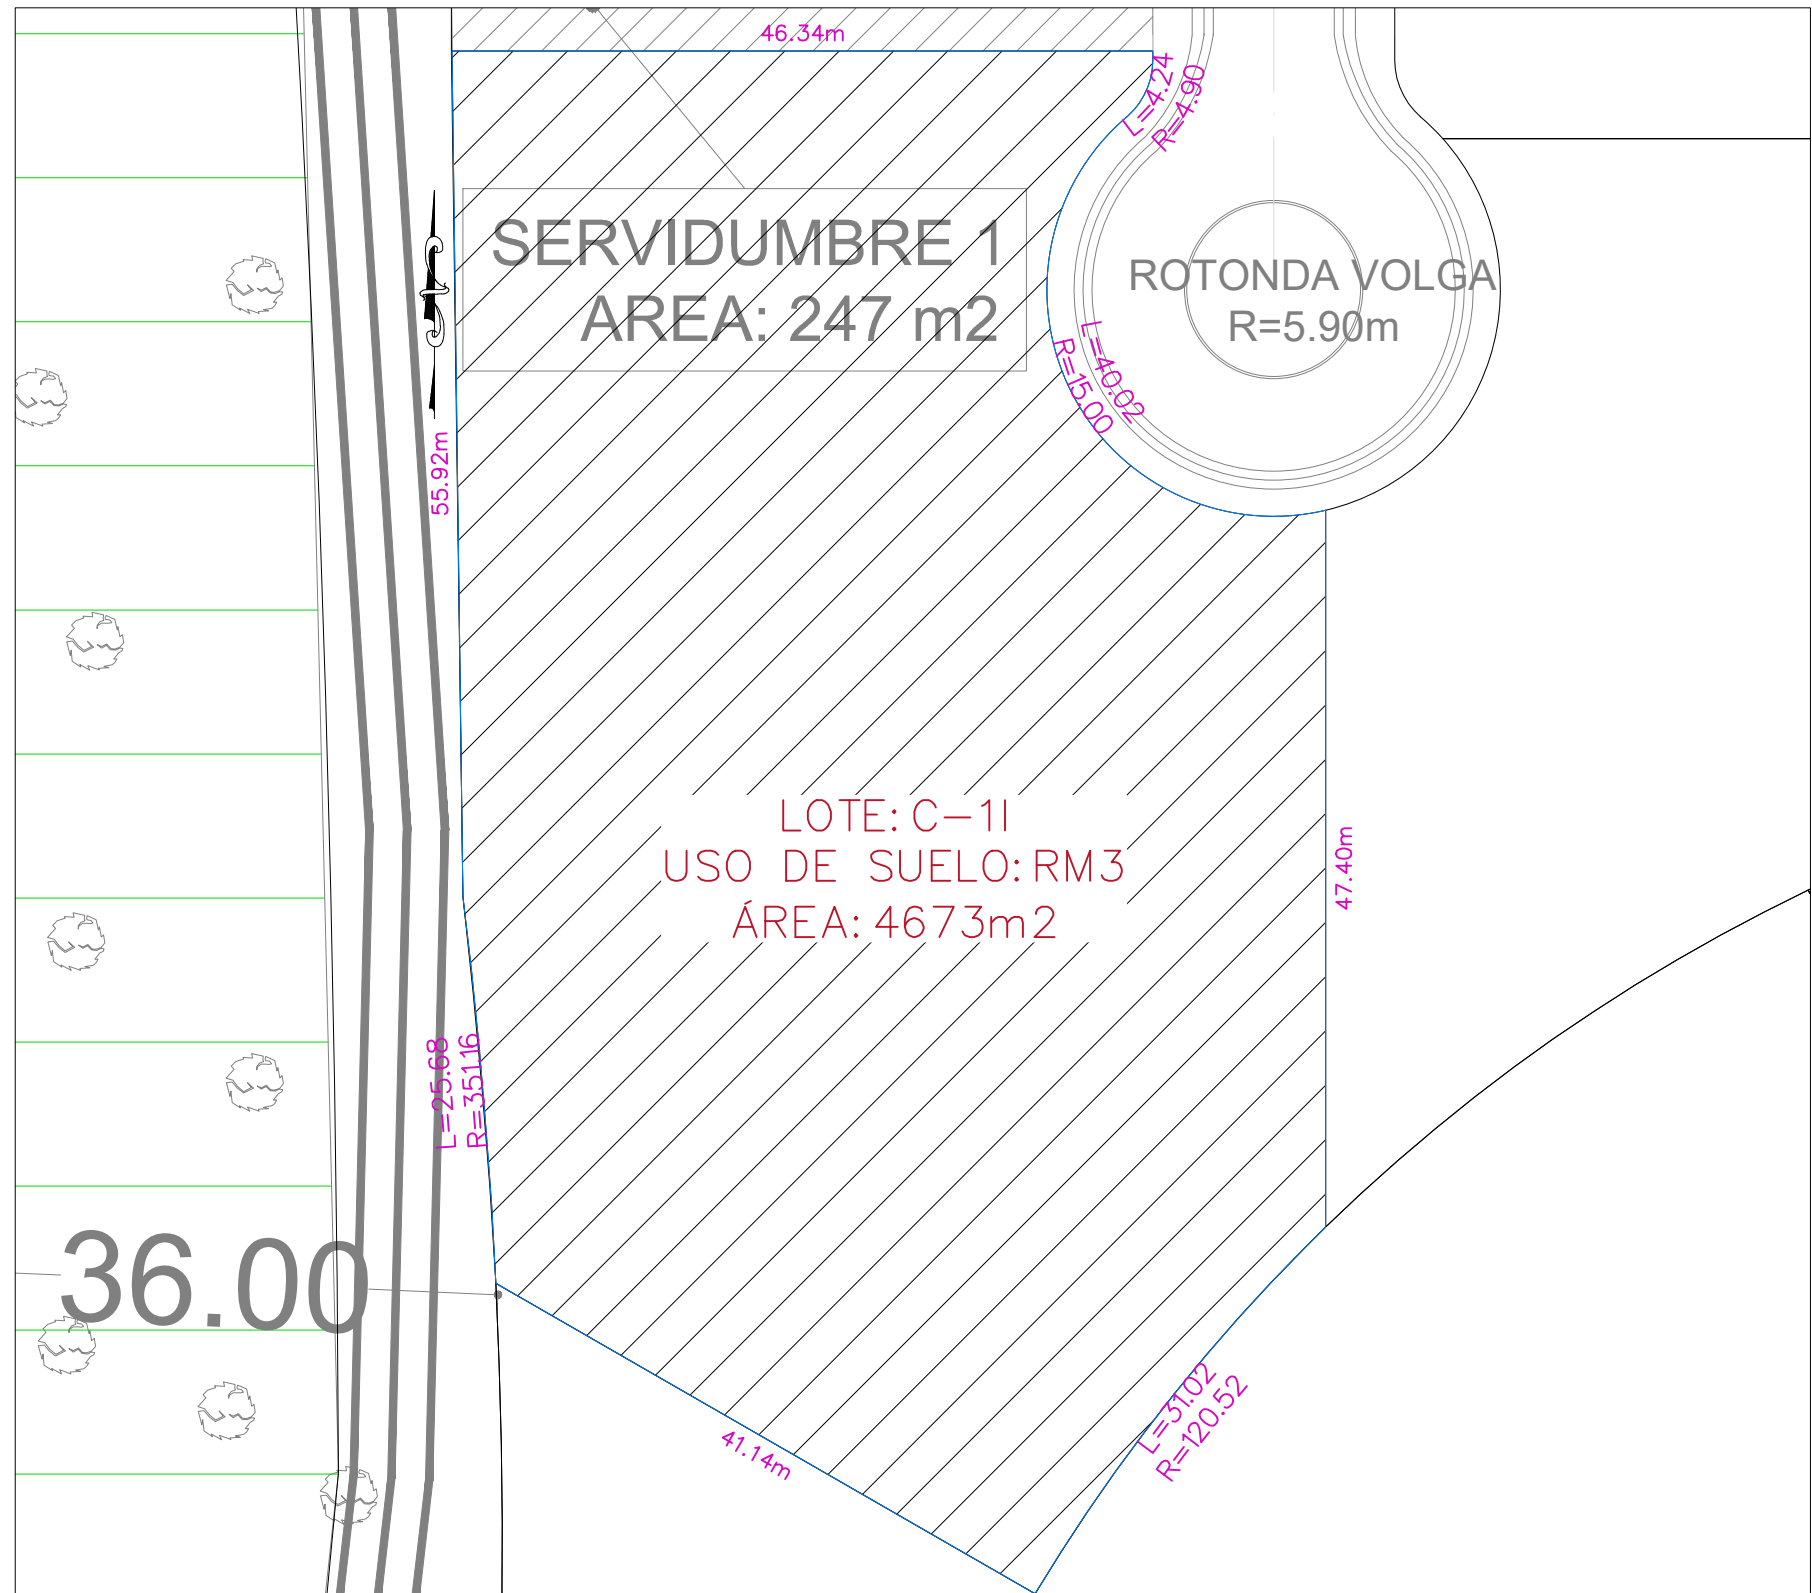 46.34m
L=4.24
R=4.90
SERVIDUMBRE 1
AREA: 247 m2
ROTONDA VOLGA
R=5.90m
L=40.02
R=15.00
55.92m
LOTE: C-1I
USO DE SUELO: RM3
ÁREA: 4673m2
47.40m
L=25.68
R=351.16
36.00
L=31.02
R=120.52
41.14m